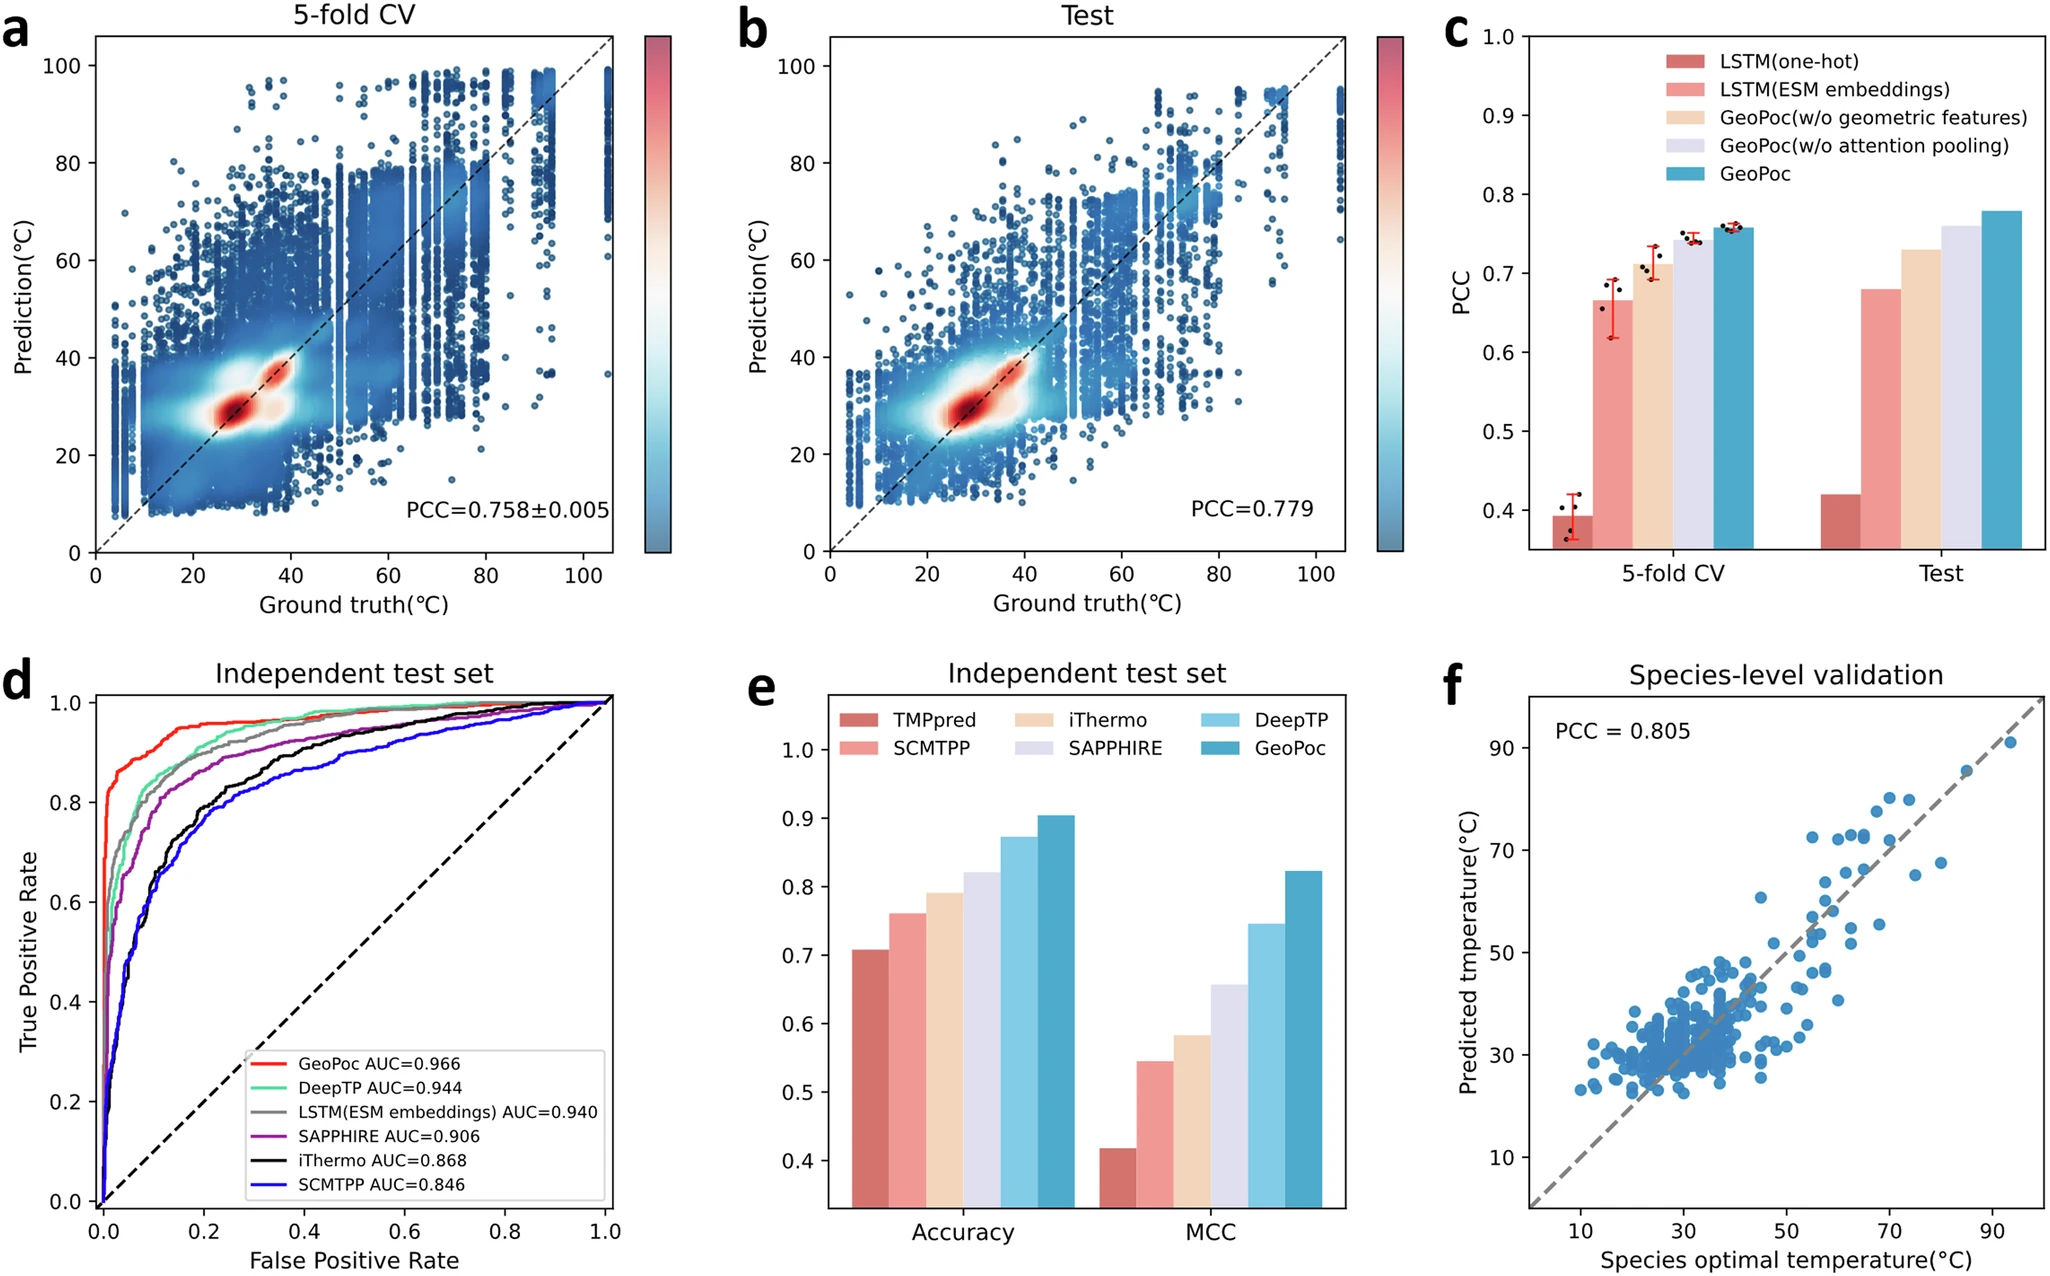 a
5-fold CV
100
80
60
40
20
0
Prediction(℃)
PCC=0.758±0.005
0 20 40 60 80 100
Ground truth(℃)
b
Test
100
80
60
40
20
0
Prediction(℃)
PCC=0.779
0 20 40 60 80 100
Ground truth(℃)
c
1.0
0.9
0.8
0.7
0.6
0.5
0.4
PCC
LSTM(one-hot)
LSTM(ESM embeddings)
GeoPoc(w/o geometric features)
GeoPoc(w/o attention pooling)
GeoPoc
5-fold CV Test
d
Independent test set
1.0
0.8
0.6
0.4
0.2
0.0
True Positive Rate
GeoPoc AUC=0.966
DeepTP AUC=0.944
LSTM(ESM embeddings) AUC=0.940
SAPPHIRE AUC=0.906
iThermo AUC=0.868
SCMTPP AUC=0.846
0.0 0.2 0.4 0.6 0.8 1.0
False Positive Rate
e
Independent test set
TMPpred iThermo DeepTP
SCMTPP SAPPHIRE GeoPoc
1.0
0.9
0.8
0.7
0.6
0.5
0.4
Accuracy MCC
f
Species-level validation
PCC = 0.805
90
70
50
30
10
Predicted tmperature(°C)
10 30 50 70 90
Species optimal temperature(°C)